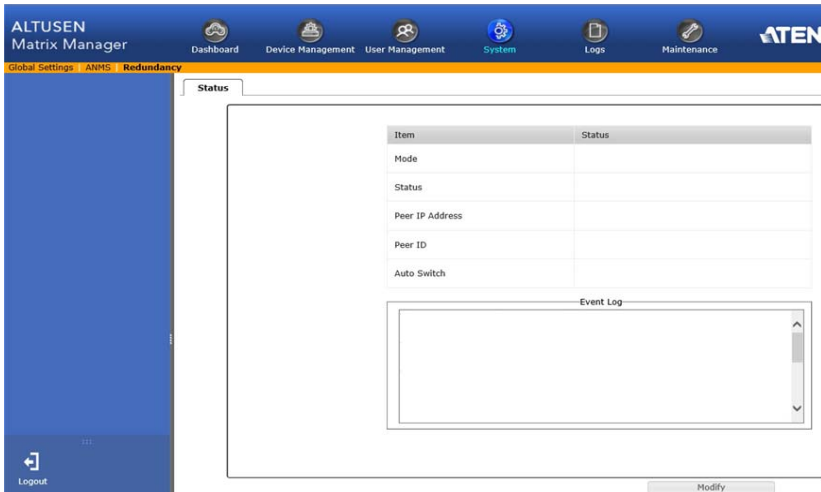 ALTUSEN
Matrix Manager
Dashboard Device Management User Management System Logs Maintenance
ATEN
Global Settings ANMS Redundancy
Status
Item Status
Mode
Status
Peer IP Address
Peer ID
Auto Switch
Event Log
Logout
Modify